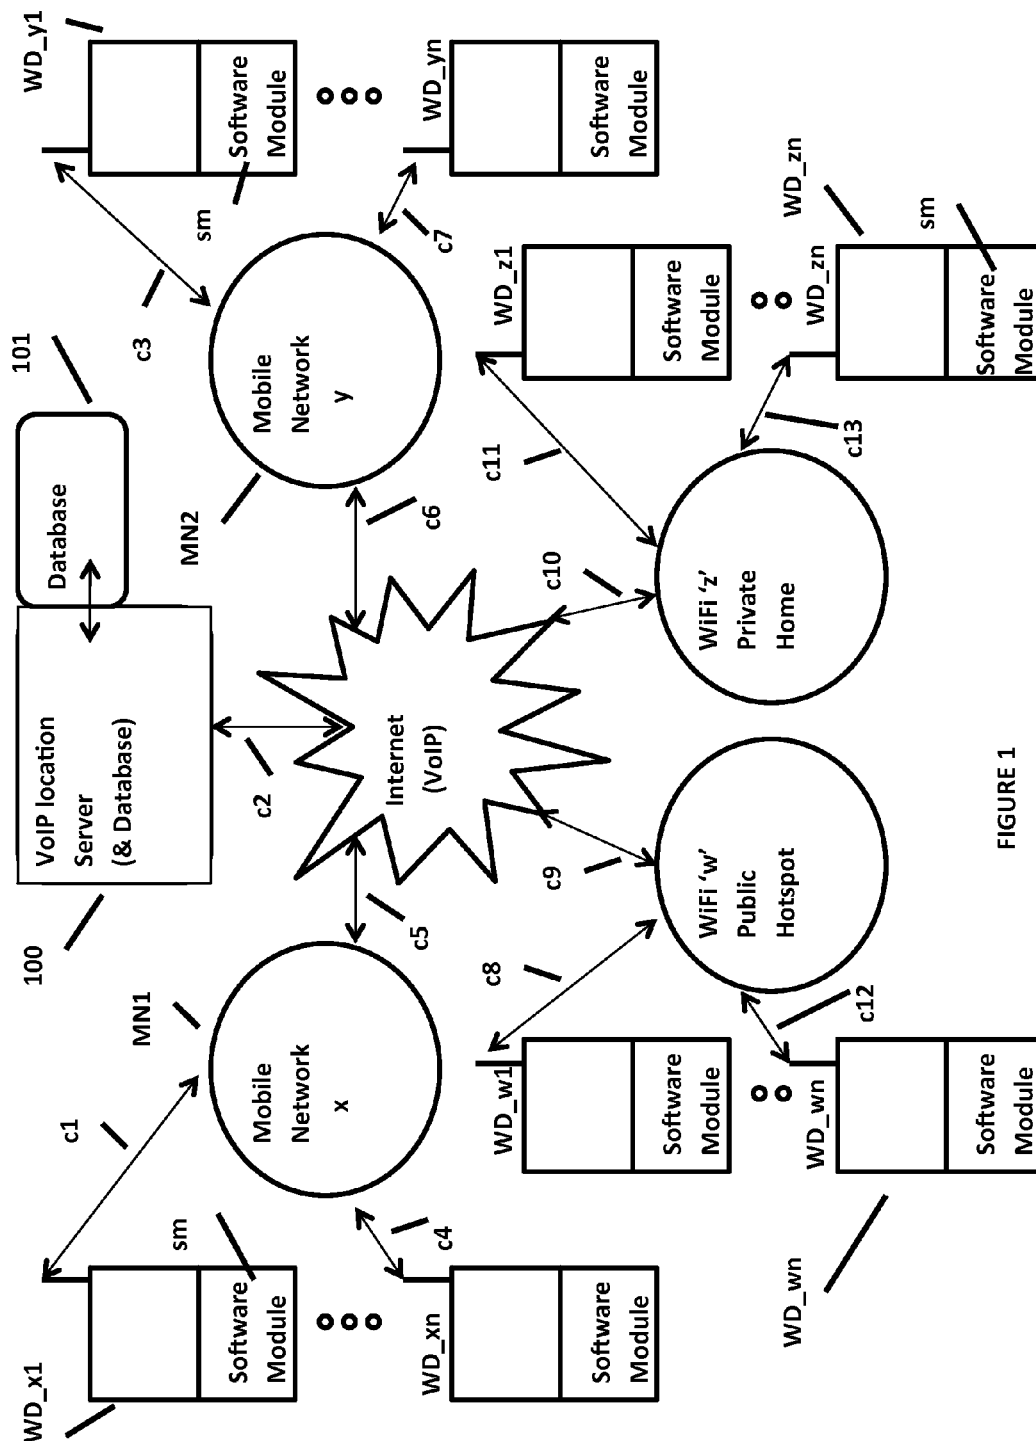 WD_x1
c1
MN1
100
VoIP location
Server
(& Database)
Database
101
c3
WD_y1
Software
Module
sm
Mobile
Network
x
c5
c2
Internet
(VoIP)
c6
MN2
Mobile
Network
y
sm
Software
Module
WD_xn
c4
Software
Module
c7
WD_yn
Software
Module
WD_w1
Software
Module
c8
c9
c10
c11
WD_z1
Software
Module
WiFi ‘w’
Public
Hotspot
WiFi ‘z’
Private
Home
WD_wn
WD_wn
c12
Software
Module
c13
WD_zn
WD_zn
sm
Software
Module
FIGURE 1